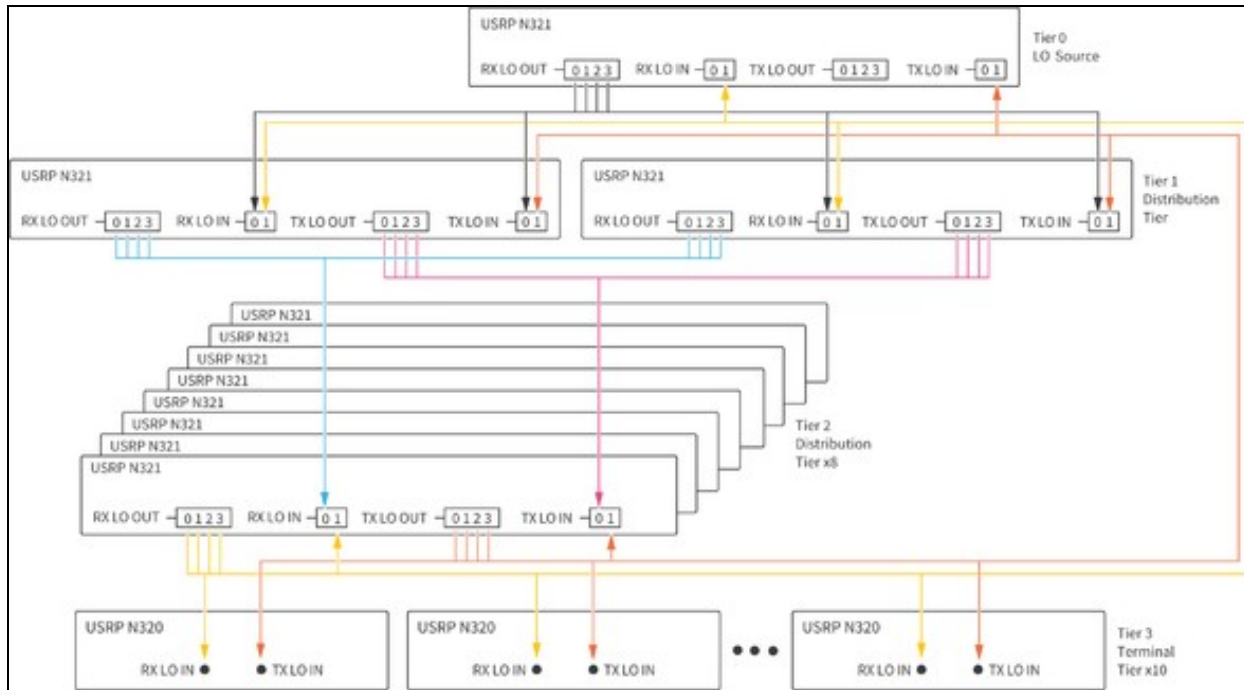 USRP N321
Tier 0
LO Source
RX LO OUT 0 1 2 3 RX LO IN 0 1 TX LO OUT 0 1 2 3 TX LO IN 0 1
USRP N321
USRP N321
Tier 1
Distribution
Tier
RX LO OUT 0 1 2 3 RX LO IN 0 1 TX LO OUT 0 1 2 3 TX LO IN 0 1
RX LO OUT 0 1 2 3 RX LO IN 0 1 TX LO OUT 0 1 2 3 TX LO IN 0 1
USRP N321
USRP N321
USRP N321
USRP N321
USRP N321
USRP N321
USRP N321
USRP N321
Tier 2
Distribution
Tier x8
RX LO OUT 0 1 2 3 RX LO IN 0 1 TX LO OUT 0 1 2 3 TX LO IN 0 1
USRP N320
RX LO IN TX LO IN
USRP N320
RX LO IN TX LO IN
USRP N320
RX LO IN TX LO IN
Tier 3
Terminal
Tier x10